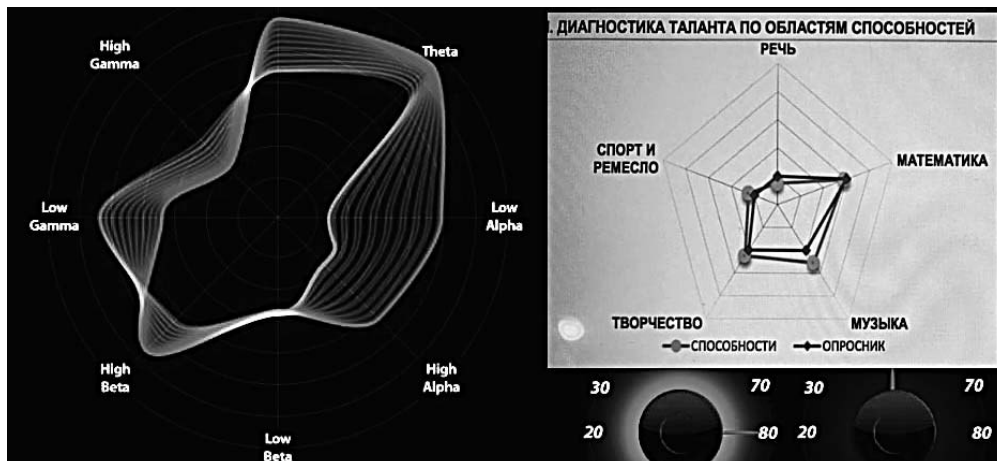 High
Gamma
Theta
Low
Gamma
Low
Alpha
High
Beta
High
Alpha
Low
Beta
. ДИАГНОСТИКА ТАЛАНТА ПО ОБЛАСТЯМ СПОСОБНОСТЕЙ
РЕЧЬ
СПОРТ И
РЕМЕСЛО
МАТЕМАТИКА
ТВОРЧЕСТВО
МУЗЫКА
СПОСОБНОСТИ
ОПРОСНИК
30
70
30
70
20
80
20
80